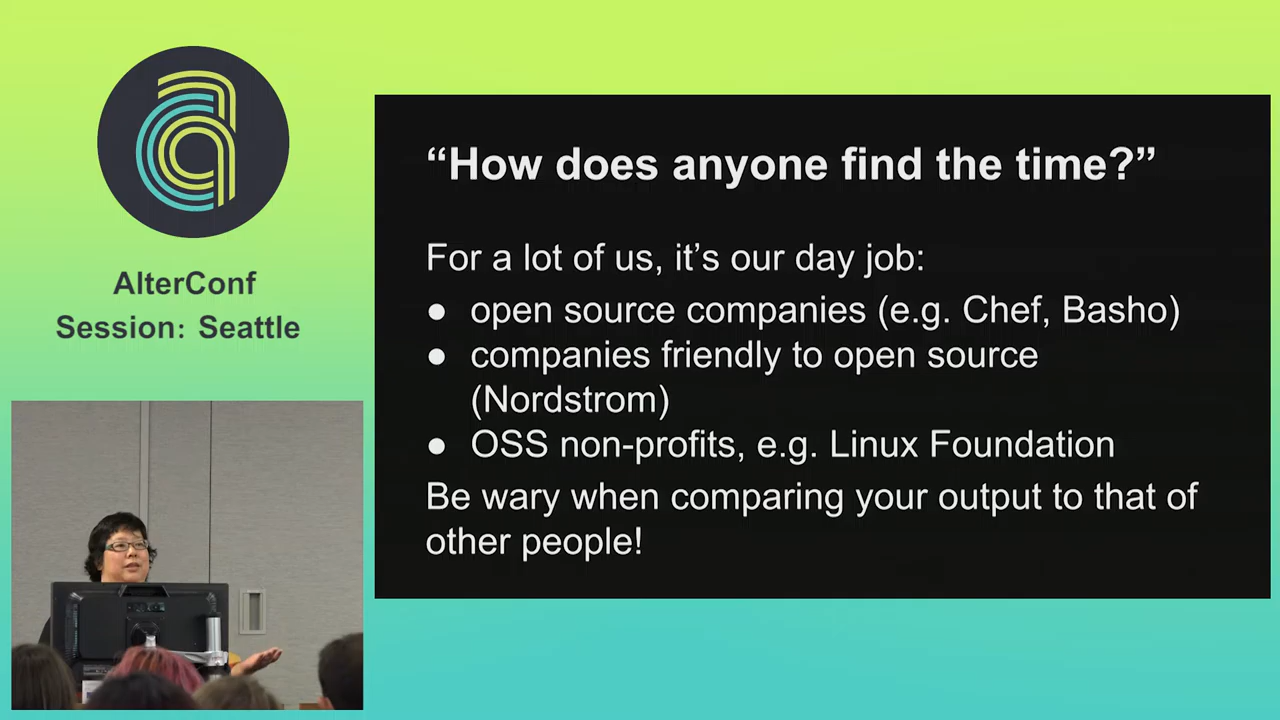 AlterConf
Session: Seattle
“How does anyone find the time?”
For a lot of us, it’s our day job:
● open source companies (e.g. Chef, Basho)
● companies friendly to open source
(Nordstrom)
● OSS non-profits, e.g. Linux Foundation
Be wary when comparing your output to that of
other people!